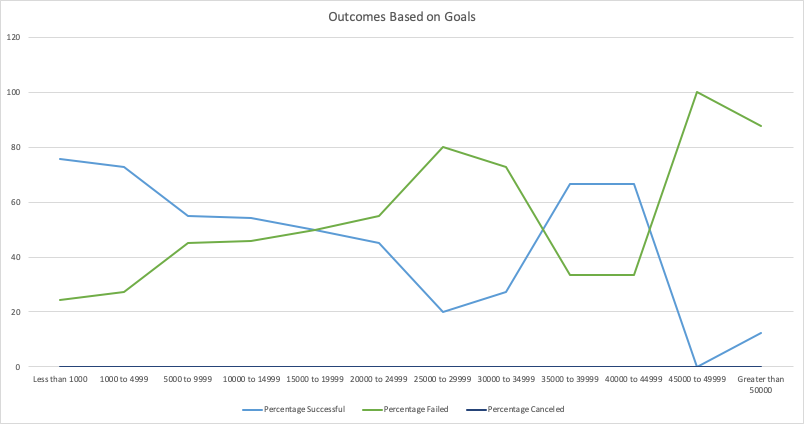 Outcomes Based on Goals
120
100
80
60
40
20
0
Less than 1000 1000 to 4999 5000 to 9999 10000 to 14999 15000 to 19999 20000 to 24999 25000 to 29999 30000 to 34999 35000 to 39999 40000 to 44999 45000 to 49999 Greater than
50000
Percentage Successful Percentage Failed Percentage Canceled